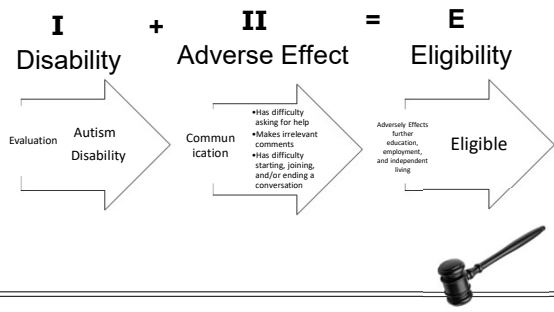 I + II = E
Disability Adverse Effect Eligibility
Evaluation
Autism
Disability
Commun
ication
•Has difficulty
asking for help
•Makes irrelevant
comments
•Has difficulty
starting, joining,
and/or ending a
conversation
Adversely Effects
further
education,
employment,
and independent
living
Eligible